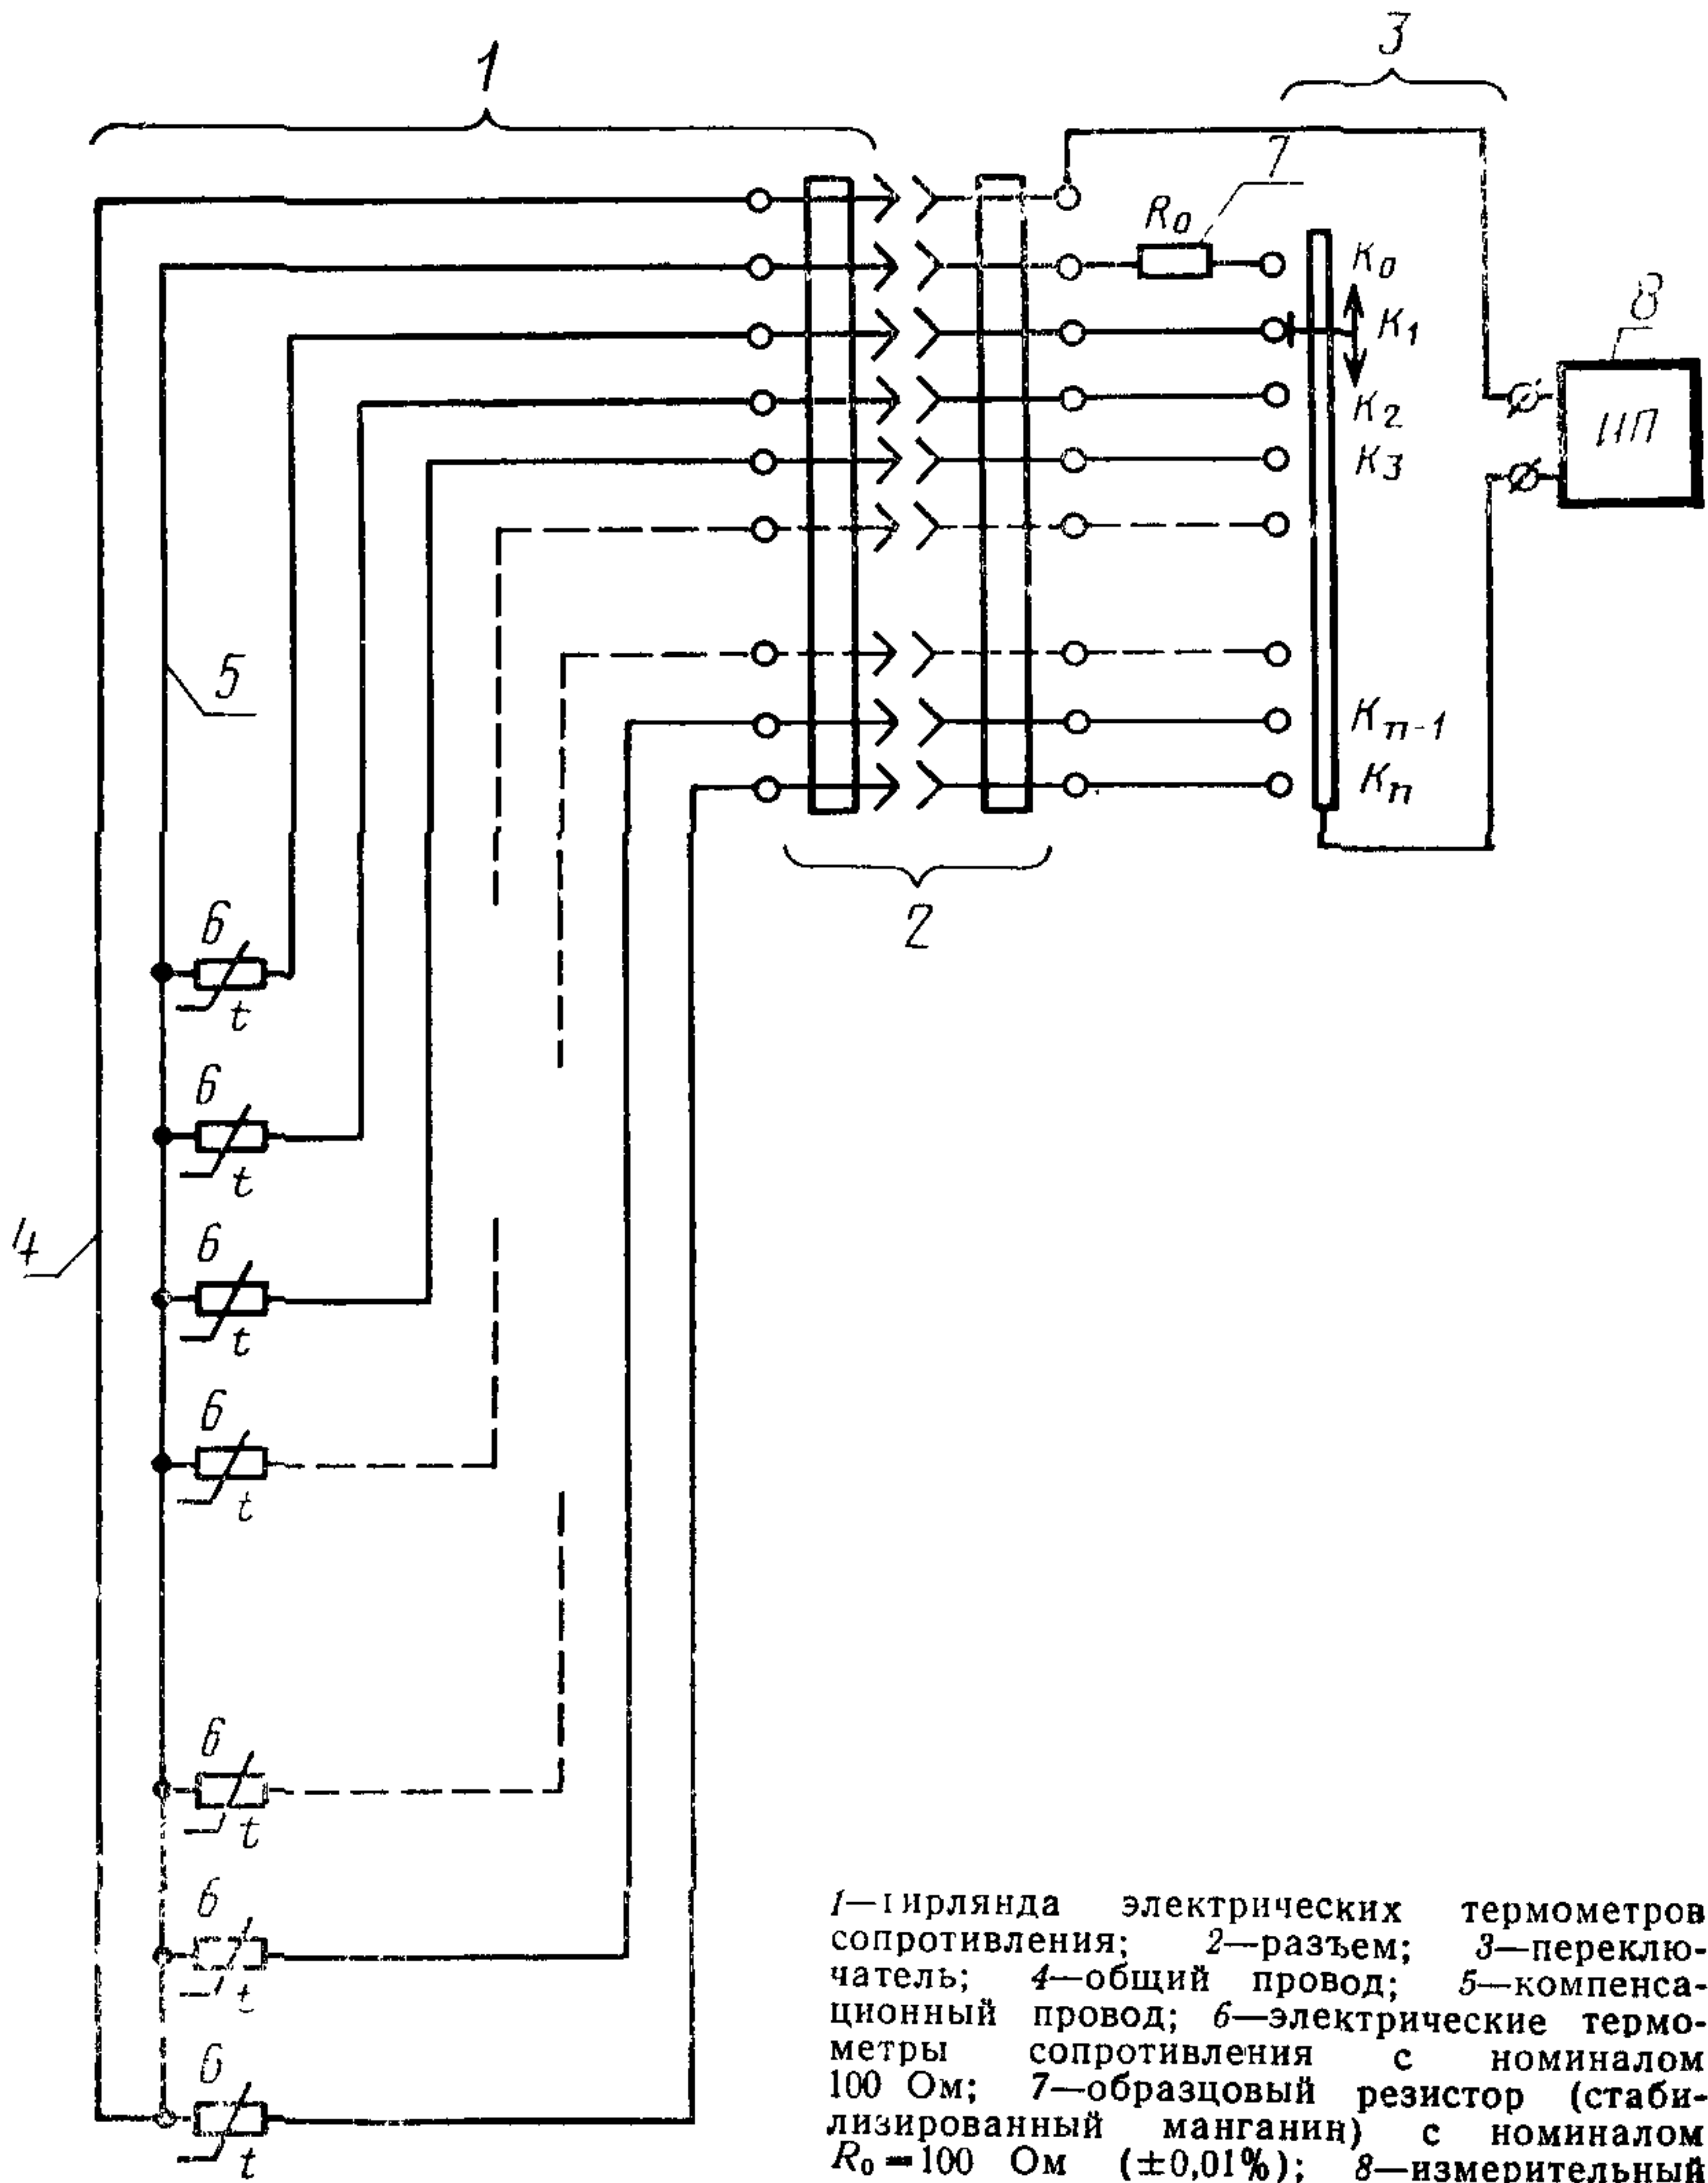 1
3
7
R₀
K₀
8
K₁
K₂
ИП
K₃
5
Kₙ₋₁
Kₙ
2
6
t
6
t
4
6
t
6
t
6
t
6
t
6
t
1—гирлянда электрических термометров
сопротивления; 2—разъем; 3—переклю-
чатель; 4—общий провод; 5—компенса-
ционный провод; 6—электрические термо-
метры сопротивления с номиналом
100 Ом; 7—образцовый резистор (стаби-
лизированный манганин) с номиналом
R₀=100 Ом (±0,01%); 8—измерительный